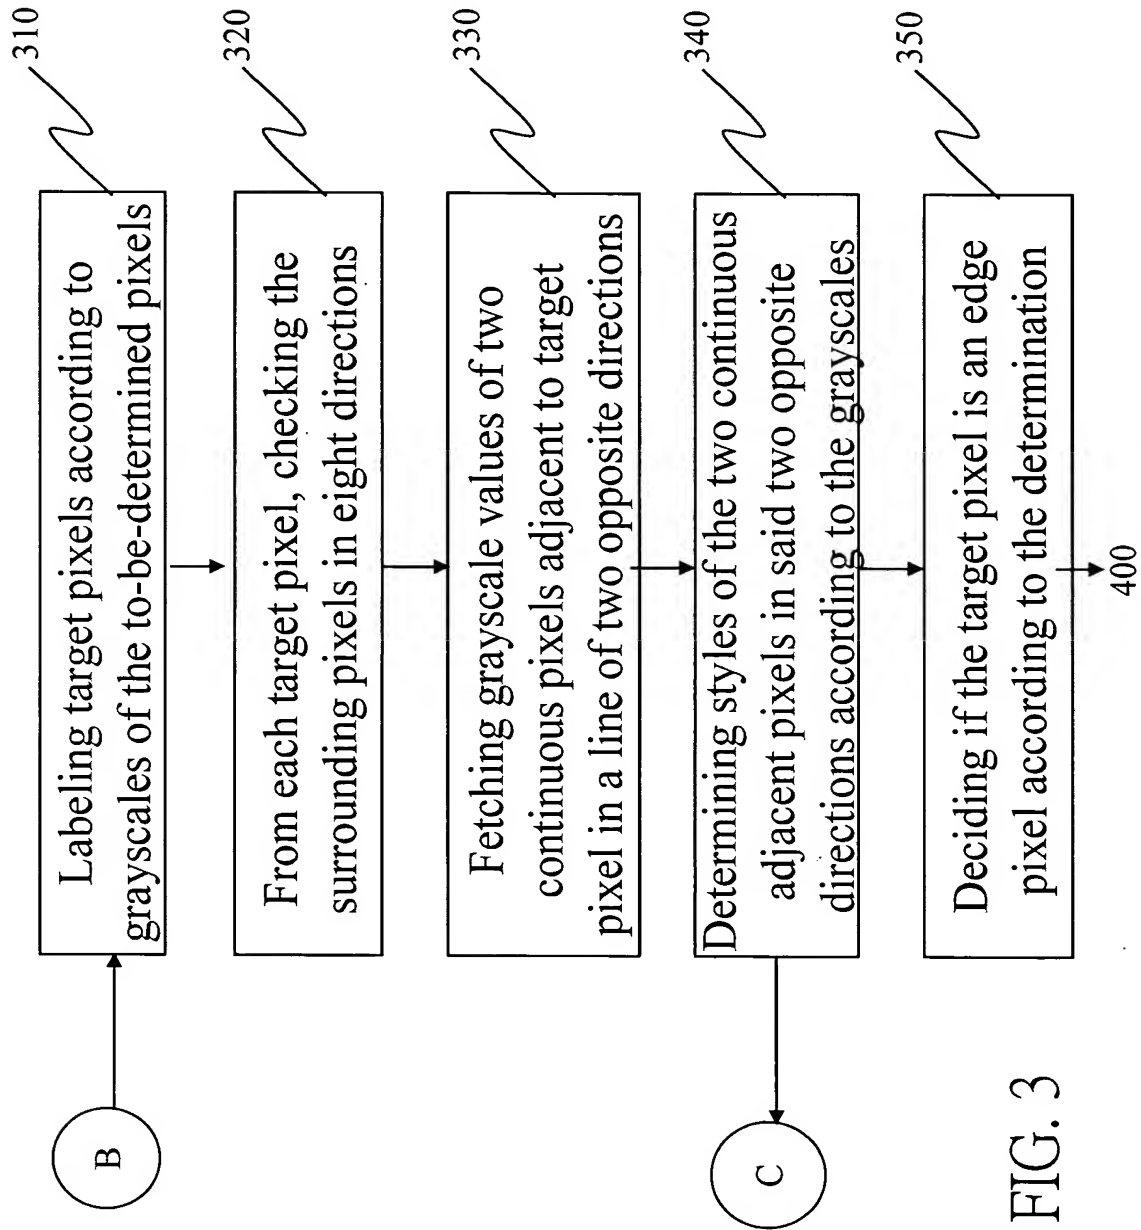 B
310
Labeling target pixels according to
grayscales of the to-be-determined pixels
320
From each target pixel, checking the
surrounding pixels in eight directions
330
Fetching grayscale values of two
continuous pixels adjacent to target
pixel in a line of two opposite directions
340
Determining styles of the two continuous
adjacent pixels in said two opposite
directions according to the grayscales
C
350
Deciding if the target pixel is an edge
pixel according to the determination
400
FIG. 3